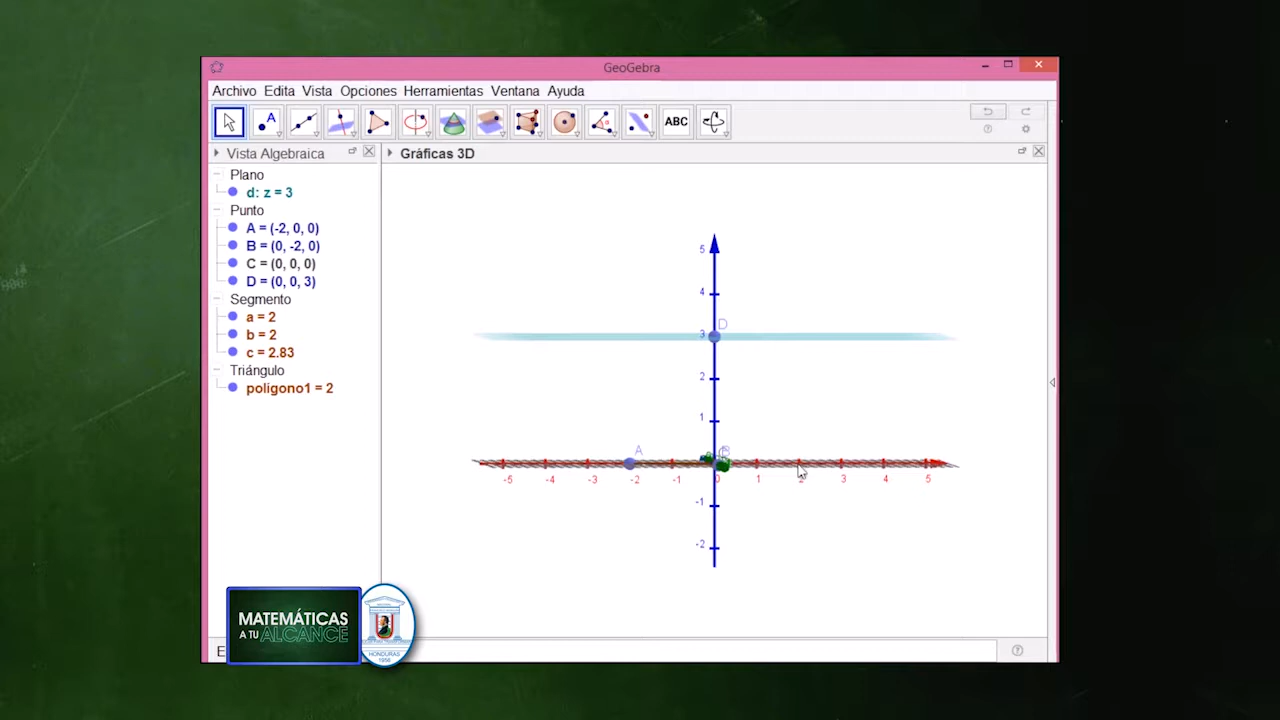 GeoGebra
Archivo Edita Vista Opciones Herramientas Ventana Ayuda
A
ABC
Vista Algebraica
Gráficas 3D
Plano
d: z = 3
Punto
A = (-2, 0, 0)
B = (0, -2, 0)
C = (0, 0, 0)
D = (0, 0, 3)
Segmento
a = 2
b = 2
c = 2.83
Triángulo
polígono1 = 2
5
4
D
3
2
1
A
B
-5 -4 -3 -2 -1 0 1 2 3 4 5
-1
-2
E
MATEMÁTICAS
A TU ALCANCE
HONDURAS
1956